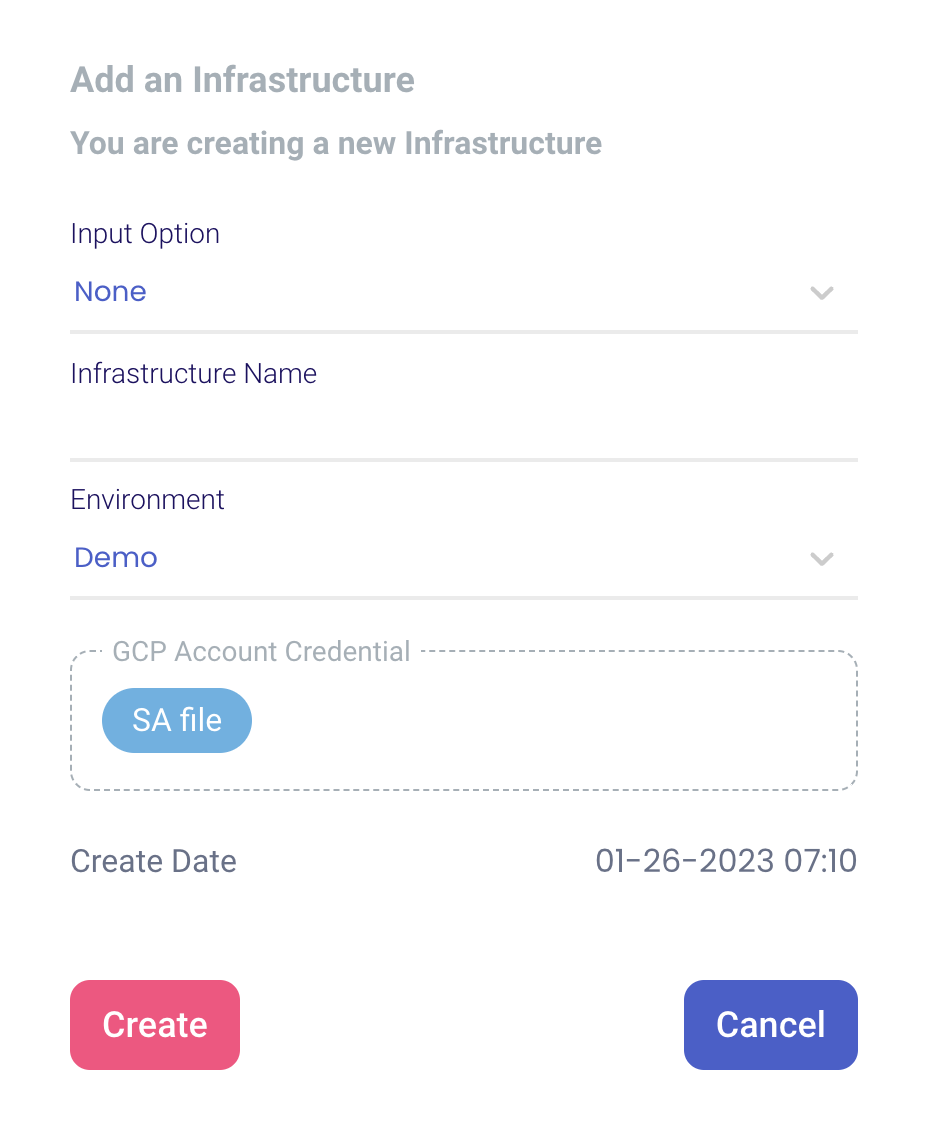 Add an Infrastructure
You are creating a new Infrastructure
Input Option
None
Infrastructure Name
Environment
Demo
GCP Account Credential
SA file
Create Date 01-26-2023 07:10
Create Cancel